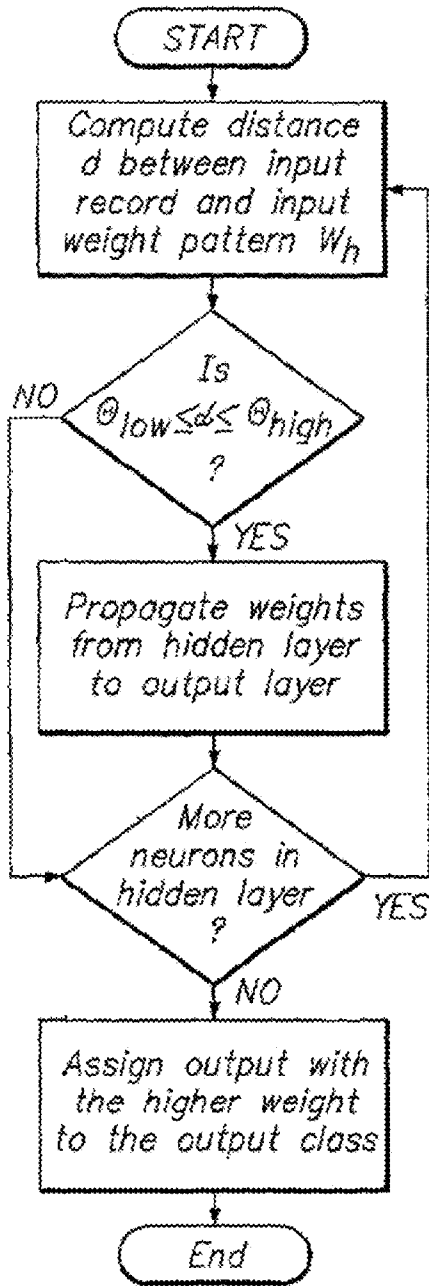 START
Compute distance
d between input
record and input
weight pattern Wh
Is
NO
Θlow ≤ d ≤ Θhigh
?
YES
Propagate weights
from hidden layer
to output layer
More
neurons in
hidden layer
?
YES
NO
Assign output with
the higher weight
to the output class
End